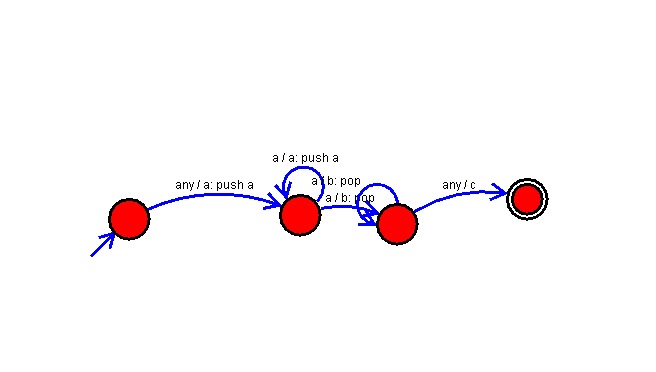 a / a: push a
a / b: pop
any / a: push a
any / c
a / b: pop